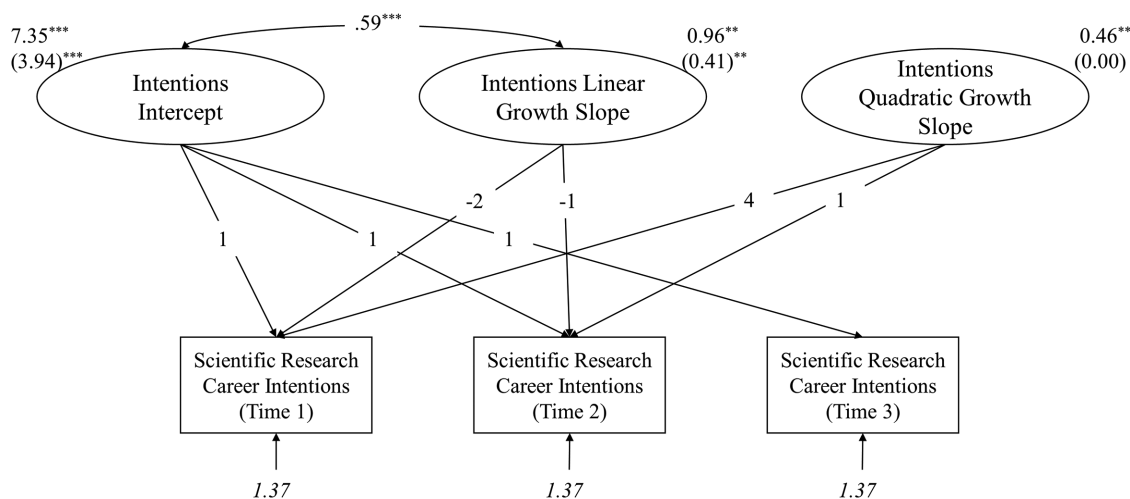 .59***
7.35***
(3.94)***
Intentions
Intercept
0.96**
(0.41)**
Intentions Linear
Growth Slope
0.46**
(0.00)
Intentions
Quadratic Growth
Slope
-2
-1
4
1
1
1
1
Scientific Research
Career Intentions
(Time 1)
Scientific Research
Career Intentions
(Time 2)
Scientific Research
Career Intentions
(Time 3)
1.37
1.37
1.37